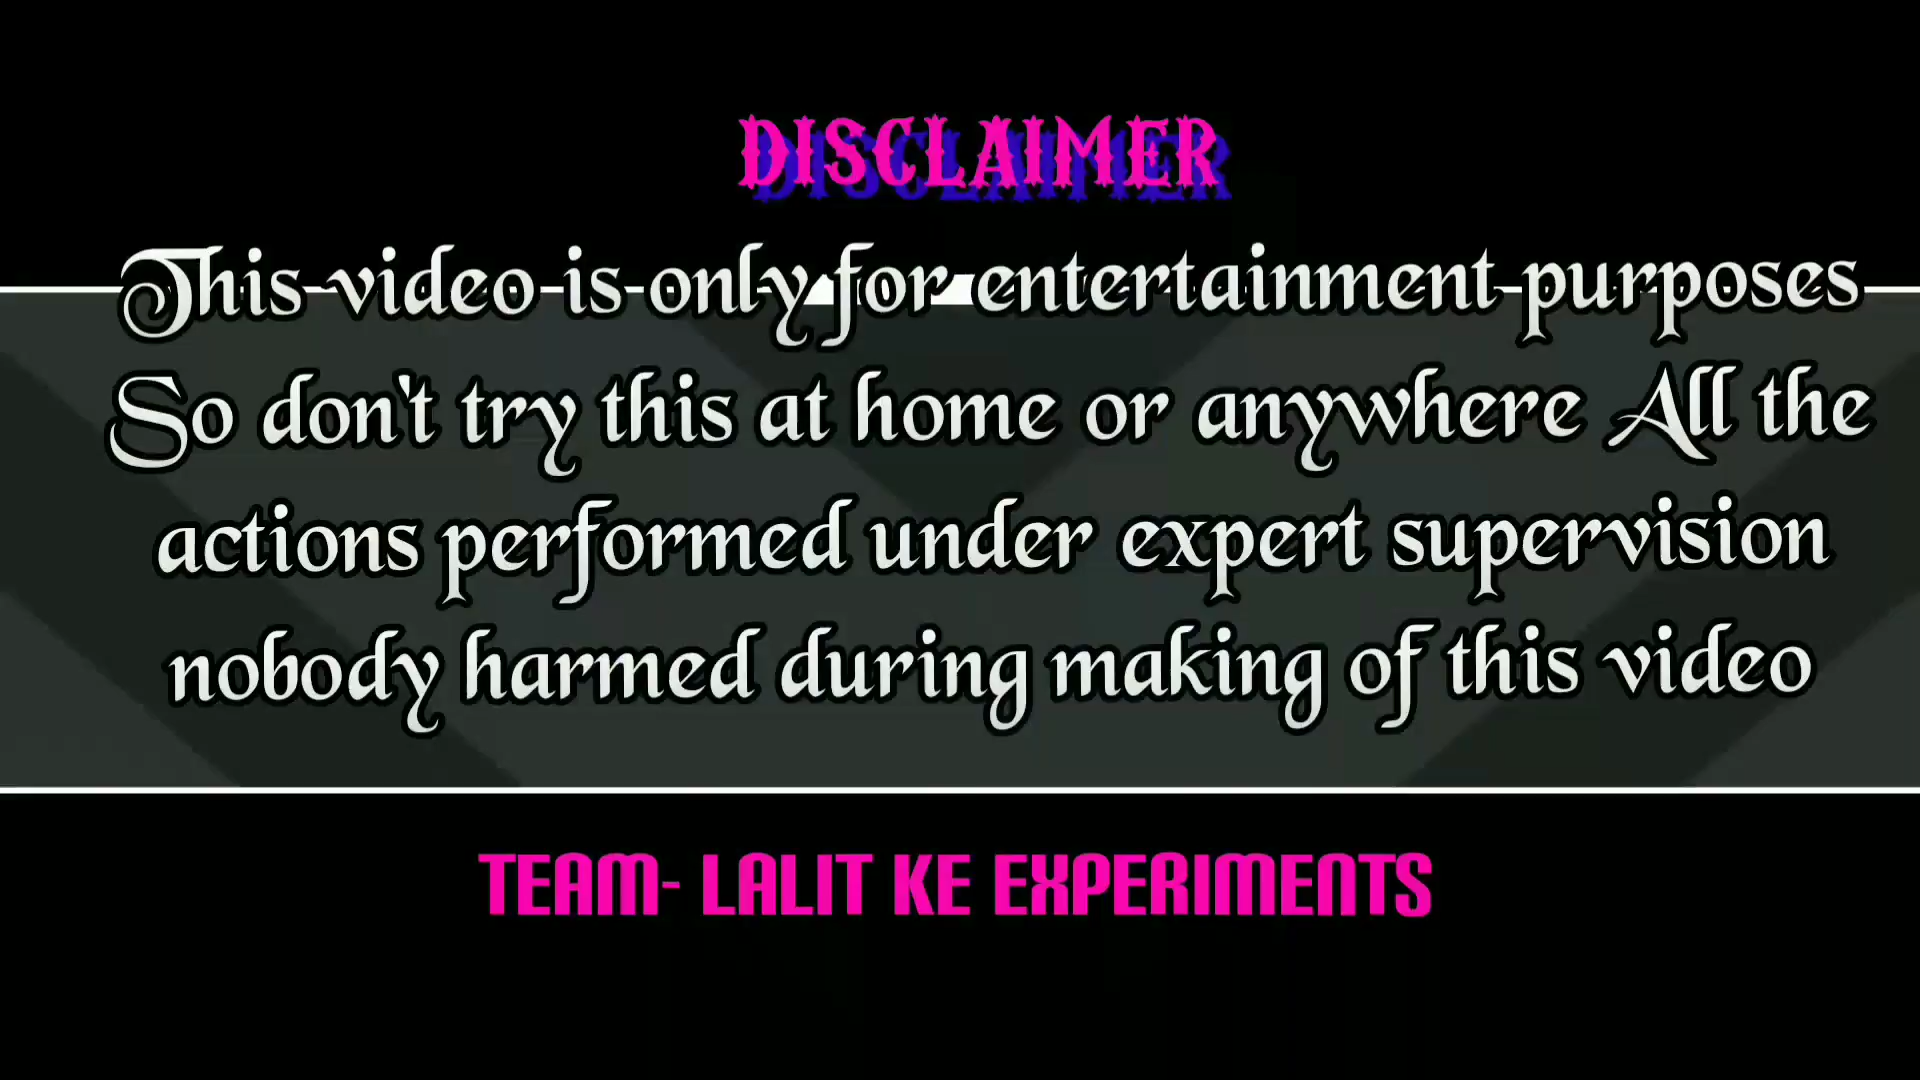 DISCLAIMER
This video is only for entertainment purposes
So don't try this at home or anywhere All the
actions performed under expert supervision
nobody harmed during making of this video
TEAM- LALIT KE EXPERIMENTS